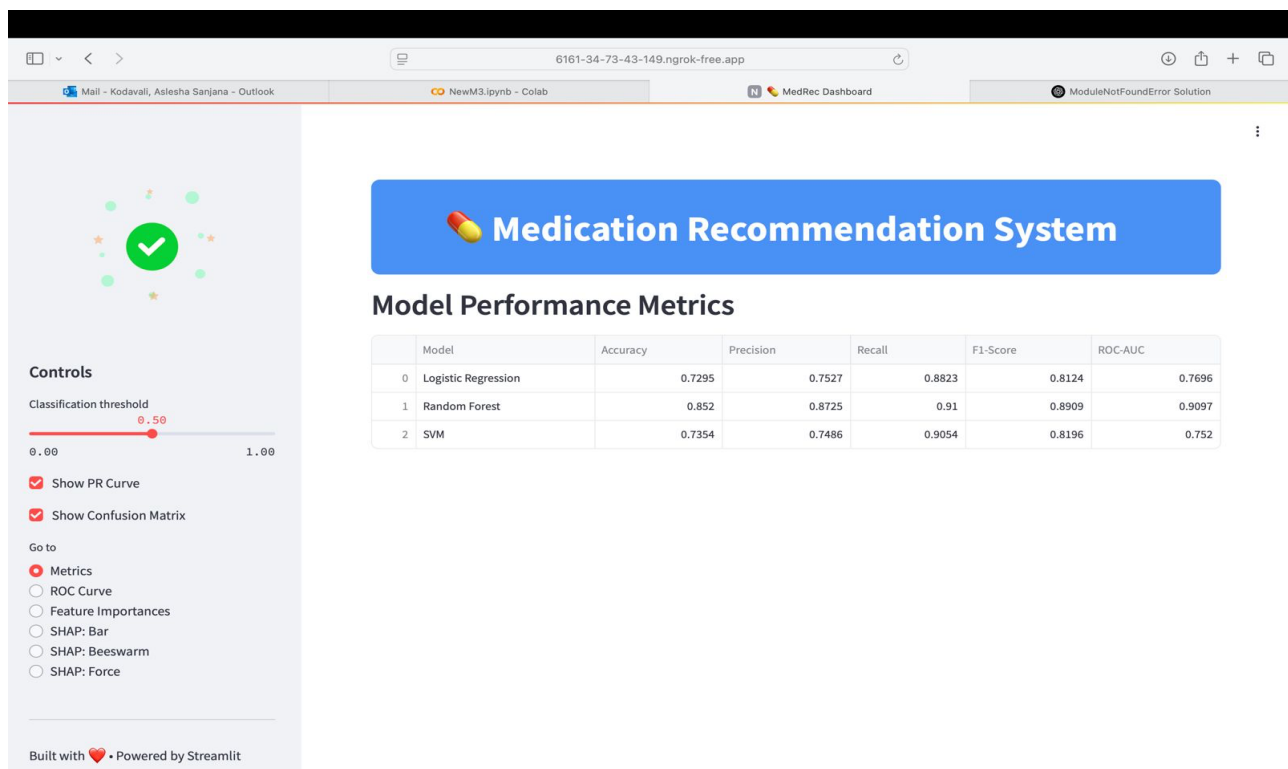 6161-34-73-43-149.ngrok-free.app
Mail - Kodavali, Aslesha Sanjana - Outlook
NewM3.ipynb - Colab
N 💊 MedRec Dashboard
ModuleNotFoundError Solution
💊 Medication Recommendation System
Model Performance Metrics
Model Accuracy Precision Recall F1-Score ROC-AUC
0 Logistic Regression 0.7295 0.7527 0.8823 0.8124 0.7696
1 Random Forest 0.852 0.8725 0.91 0.8909 0.9097
2 SVM 0.7354 0.7486 0.9054 0.8196 0.752
Controls
Classification threshold
0.50
0.00 1.00
Show PR Curve
Show Confusion Matrix
Go to
Metrics
ROC Curve
Feature Importances
SHAP: Bar
SHAP: Beeswarm
SHAP: Force
Built with ❤️ • Powered by Streamlit